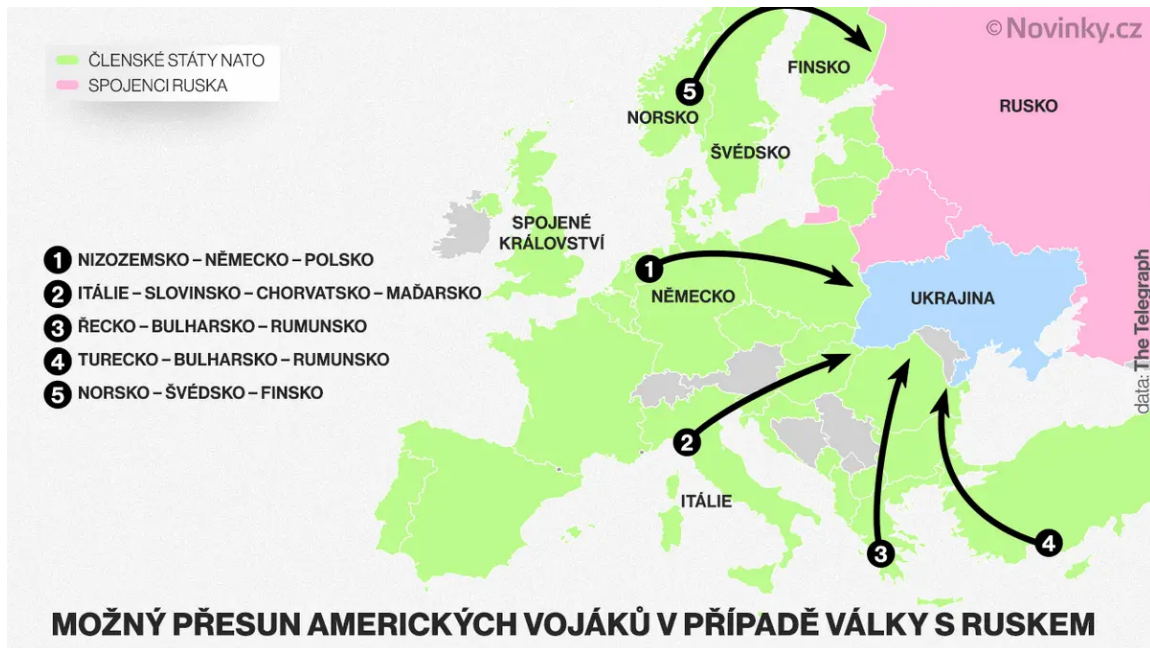 © Novinky.cz
ČLENSKÉ STÁTY NATO
SPOJENCI RUSKA
FINSKO
5
NORSKO
RUSKO
ŠVÉDSKO
SPOJENÉ
KRÁLOVSTVÍ
1
NĚMECKO
UKRAJINA
1 NIZOZEMSKO – NĚMECKO – POLSKO
2 ITÁLIE – SLOVINSKO – CHORVATSKO – MAĎARSKO
3 ŘECKO – BULHARSKO – RUMUNSKO
4 TURECKO – BULHARSKO – RUMUNSKO
5 NORSKO – ŠVÉDSKO – FINSKO
data: The Telegraph
2
ITÁLIE
3
4
MOŽNÝ PŘESUN AMERICKÝCH VOJÁKŮ V PŘÍPADĚ VÁLKY S RUSKEM